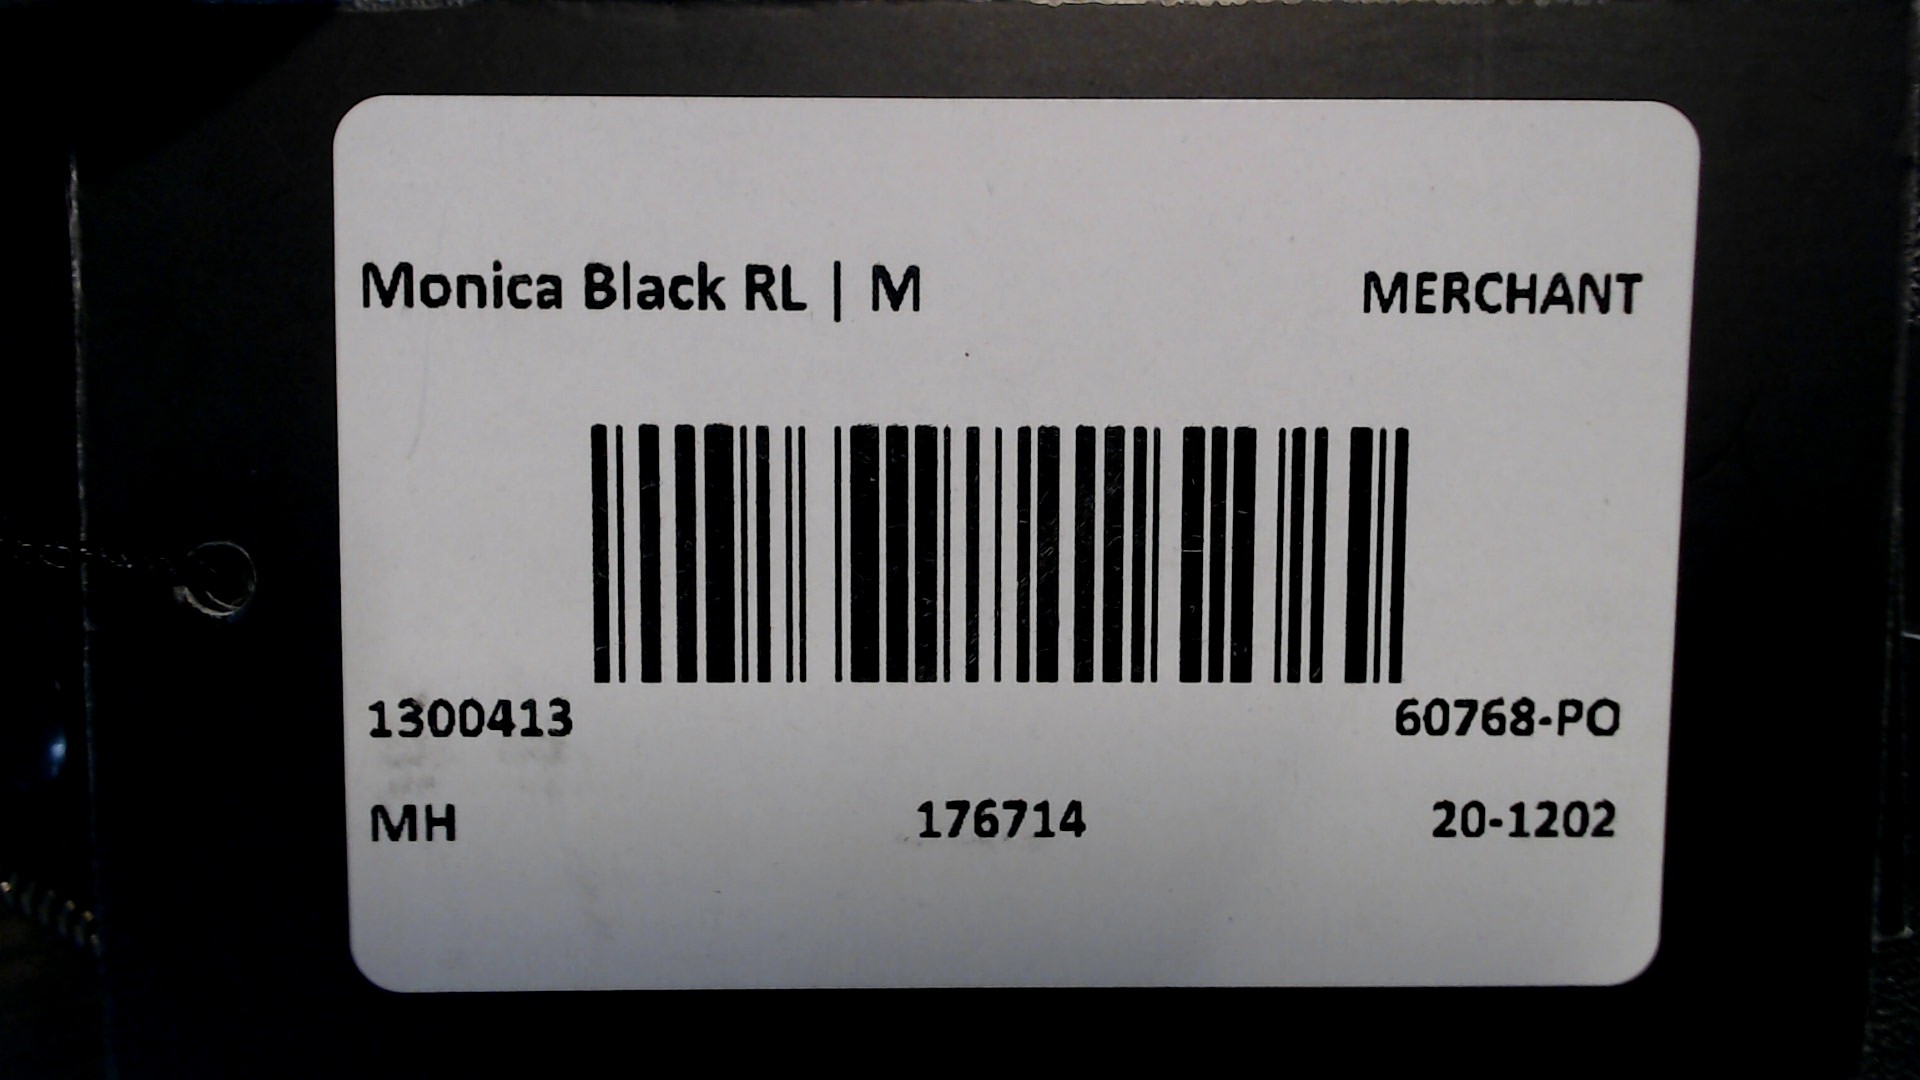 Monica Black RL | M MERCHANT
1300413 60768-PO
MH 176714 20-1202